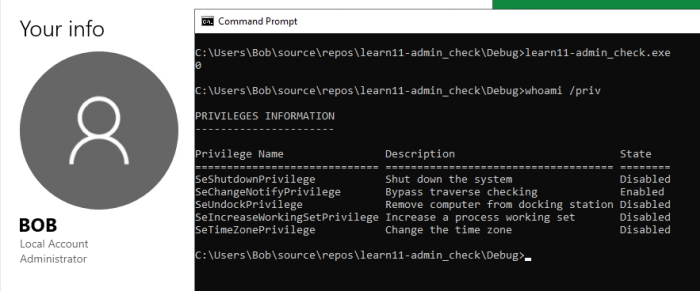 Your info
BOB
Local Account
Administrator
Command Prompt
C:\Users\Bob\source\repos\learn11-admin_check\Debug>learn11-admin_check.exe
0
C:\Users\Bob\source\repos\learn11-admin_check\Debug>whoami /priv
PRIVILEGES INFORMATION
----------------------
Privilege Name Description State
============================= ==================================== ========
SeShutdownPrivilege Shut down the system Disabled
SeChangeNotifyPrivilege Bypass traverse checking Enabled
SeUndockPrivilege Remove computer from docking station Disabled
SeIncreaseWorkingSetPrivilege Increase a process working set Disabled
SeTimeZonePrivilege Change the time zone Disabled
C:\Users\Bob\source\repos\learn11-admin_check\Debug>